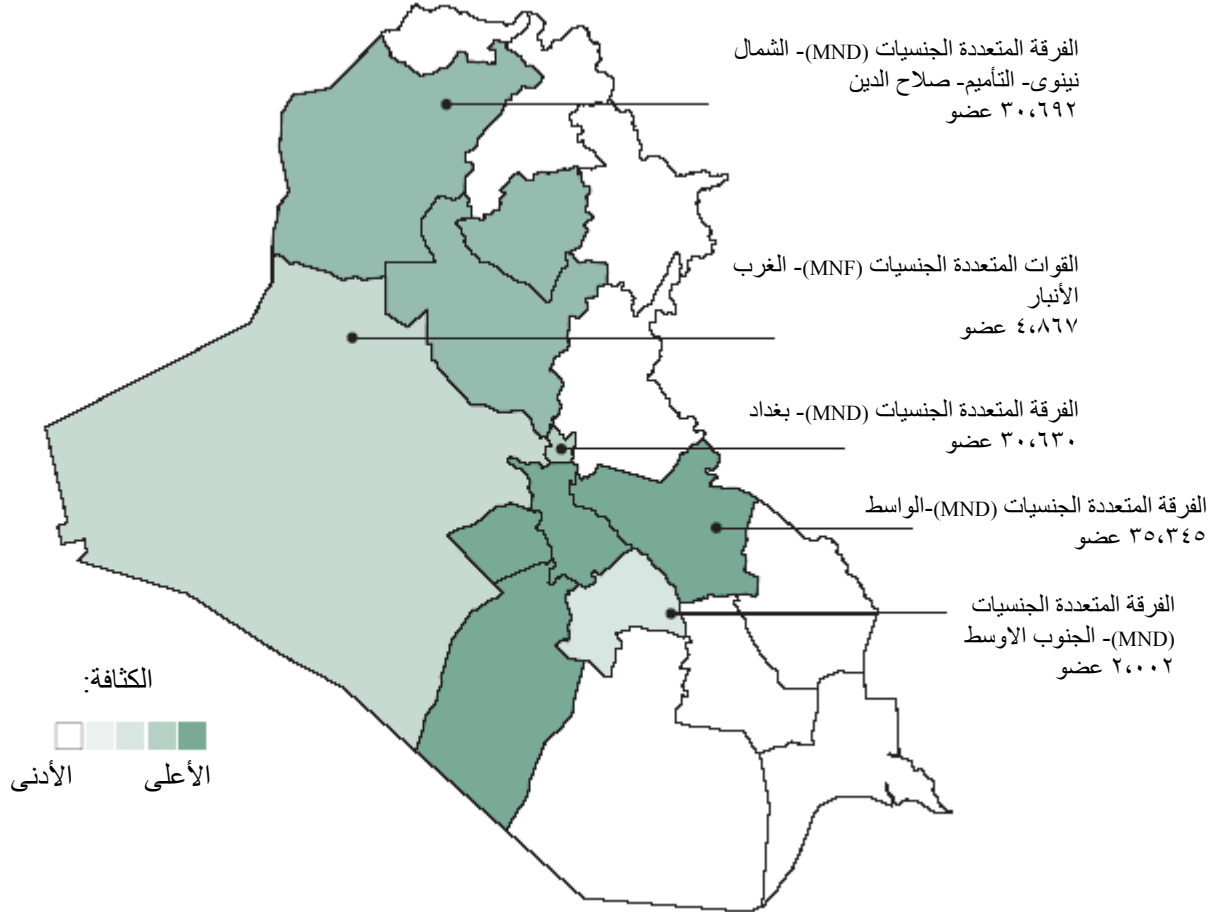 الفرقة المتعددة الجنسيات (MND)- الشمال
نينوى- التأميم- صلاح الدين
٣٠،٦٩٢ عضو
القوات المتعددة الجنسيات (MNF)- الغرب
الأنبار
٤،٨٦٧ عضو
الفرقة المتعددة الجنسيات (MND)- بغداد
٣٠،٦٣٠ عضو
الفرقة المتعددة الجنسيات (MND)-الواسط
٣٥،٣٤٥ عضو
الفرقة المتعددة الجنسيات
(MND)- الجنوب الاوسط
٢،٠٠٢ عضو
الكثافة:
الأعلى
الأدنى